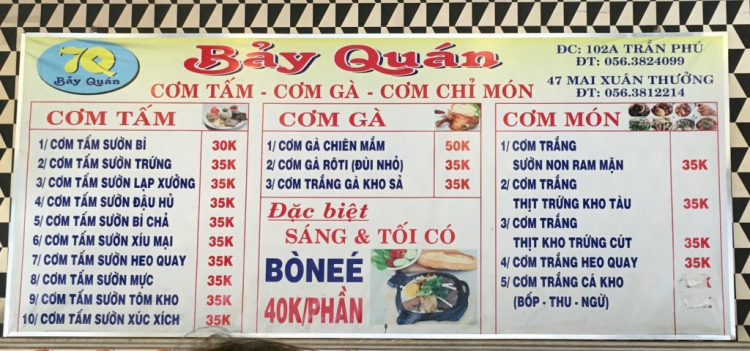 7Q
Bảy Quán
Bảy Quán
CƠM TẤM - CƠM GÀ - CƠM CHỈ MÓN
ĐC: 102A TRẦN PHÚ
ĐT: 056.3824099
47 MAI XUÂN THƯỞNG
ĐT: 056.3812214
CƠM TẤM
1/ CƠM TẤM SƯỜN BÌ 30K
2/ CƠM TẤM SƯỜN TRỨNG 35K
3/ CƠM TẤM SƯỜN LẠP XƯỞNG 35K
4/ CƠM TẤM SƯỜN ĐẬU HỦ 35K
5/ CƠM TẤM SƯỜN BÌ CHẢ 35K
6/ CƠM TẤM SƯỜN XÍU MẠI 35K
7/ CƠM TẤM SƯỜN HEO QUAY 35K
8/ CƠM TẤM SƯỜN MỰC 35K
9/ CƠM TẤM SƯỜN TÔM KHO 35K
10/ CƠM TẤM SƯỜN XÚC XÍCH 35K
CƠM GÀ
1/ CƠM GÀ CHIÊN MẮM 50K
2/ CƠM GÀ RÔTI (ĐÙI NHỎ) 35K
3/ CƠM TRẮNG GÀ KHO SẢ 35K
Đặc biệt
SÁNG & TỐI CÓ
BÒNEÉ
40K/PHẦN
CƠM MÓN
1/ CƠM TRẮNG
SƯỜN NON RAM MẶN 35K
2/ CƠM TRẮNG
THỊT TRỨNG KHO TÀU 35K
3/ CƠM TRẮNG
THỊT KHO TRỨNG CÚT 35K
4/ CƠM TRẮNG HEO QUAY 35K
5/ CƠM TRẮNG CÁ KHO
(BỐP - THU - NGỪ)